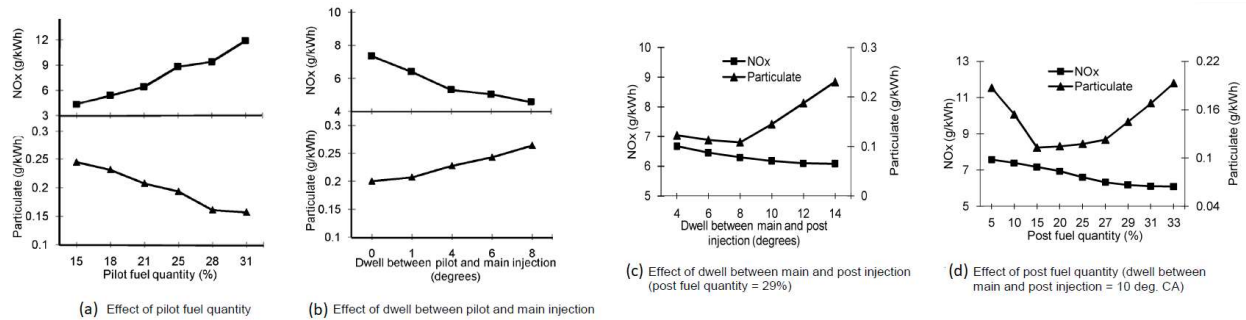 12
9
6
3
NOx (g/kWh)
0.3
0.25
0.2
0.15
0.1
Particulate (g/kWh)
15 18 21 25 28 31
Pilot fuel quantity (%)
(a) Effect of pilot fuel quantity
10
8
6
4
NOx (g/kWh)
0.25
0.3
0.25
0.2
0.15
0.1
Particulate (g/kWh)
0 1 4 6 8
Dwell between pilot and main injection
(degrees)
(b) Effect of dwell between pilot and main injection
10
9
8
7
6
5
NOx (g/kWh)
NOx
Particulate
0.3
0.2
0.1
0
Particulate (g/kWh)
4 6 8 10 12 14
Dwell between main and post
injection (degrees)
(c) Effect of dwell between main and post injection
(post fuel quantity = 29%)
13
11
9
7
5
NOx (g/kWh)
NOx
Particulate
0.22
0.16
0.1
0.04
Particulate (g/kWh)
5 10 15 20 25 27 29 31 33
Post fuel quantity (%)
(d) Effect of post fuel quantity (dwell between
main and post injection = 10 deg. CA)